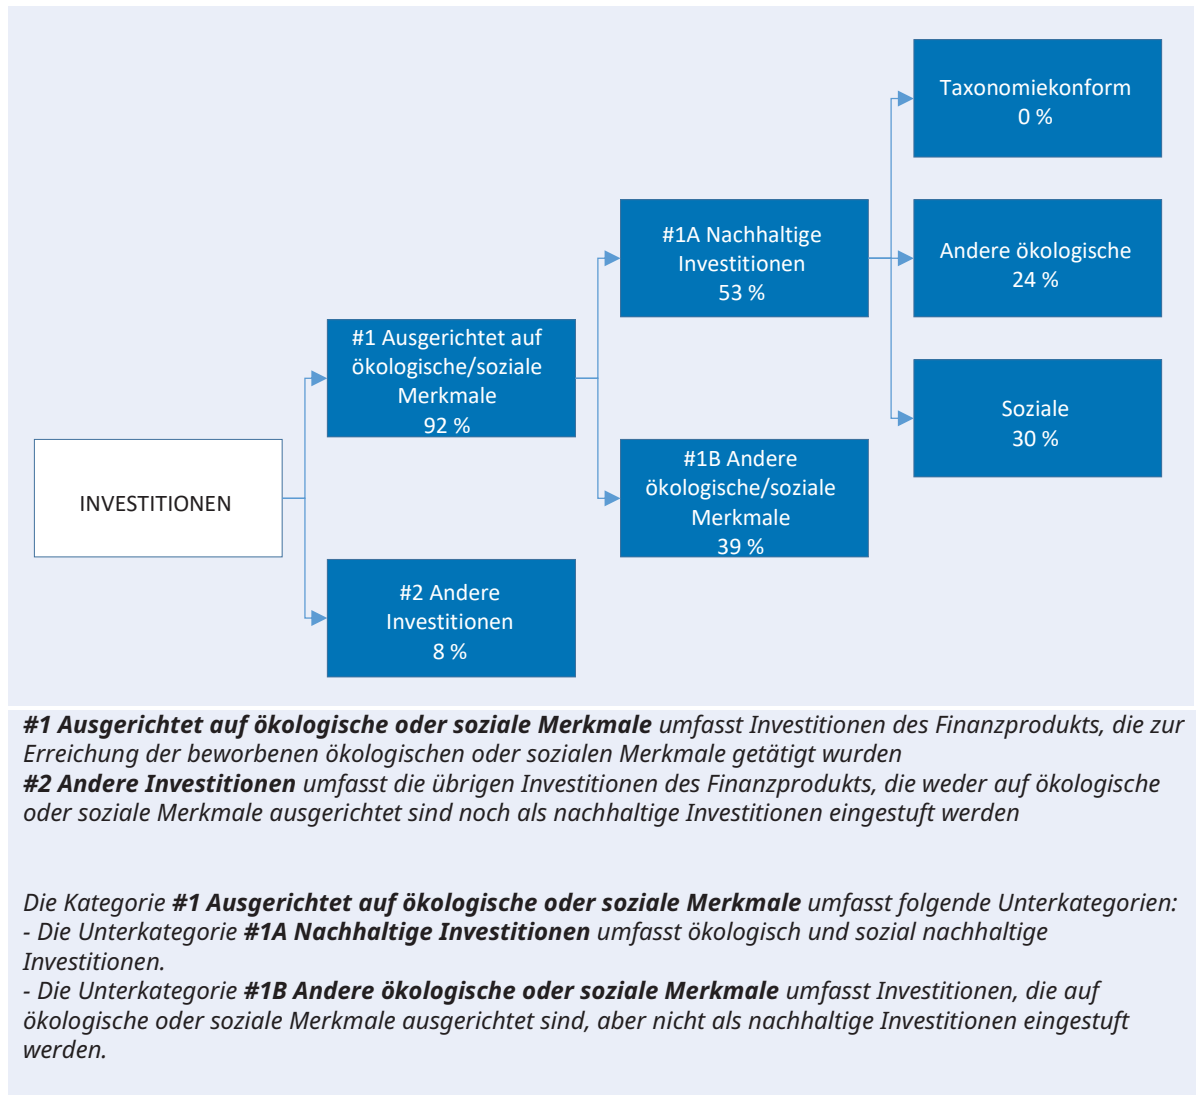 Taxonomiekonform
0 %
#1A Nachhaltige
Investitionen
53 %
Andere ökologische
24 %
#1 Ausgerichtet auf
ökologische/soziale
Merkmale
92 %
Soziale
30 %
INVESTITIONEN
#1B Andere
ökologische/soziale
Merkmale
39 %
#2 Andere
Investitionen
8 %
#1 Ausgerichtet auf ökologische oder soziale Merkmale umfasst Investitionen des Finanzprodukts, die zur
Erreichung der beworbenen ökologischen oder sozialen Merkmale getätigt wurden
#2 Andere Investitionen umfasst die übrigen Investitionen des Finanzprodukts, die weder auf ökologische
oder soziale Merkmale ausgerichtet sind noch als nachhaltige Investitionen eingestuft werden
Die Kategorie #1 Ausgerichtet auf ökologische oder soziale Merkmale umfasst folgende Unterkategorien:
- Die Unterkategorie #1A Nachhaltige Investitionen umfasst ökologisch und sozial nachhaltige
Investitionen.
- Die Unterkategorie #1B Andere ökologische oder soziale Merkmale umfasst Investitionen, die auf
ökologische oder soziale Merkmale ausgerichtet sind, aber nicht als nachhaltige Investitionen eingestuft
werden.